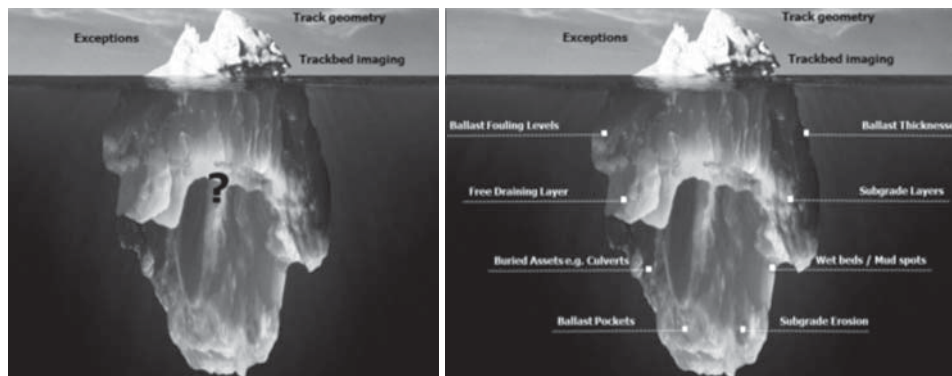 Track geometry
Exceptions
Trackbed imaging
?
Track geometry
Exceptions
Trackbed imaging
Ballast Fouling Levels
Ballast Thickness
Free Draining Layer
Subgrade Layers
Buried Assets e.g. Culverts
Wet beds / Mud spots
Ballast Pockets
Subgrade Erosion